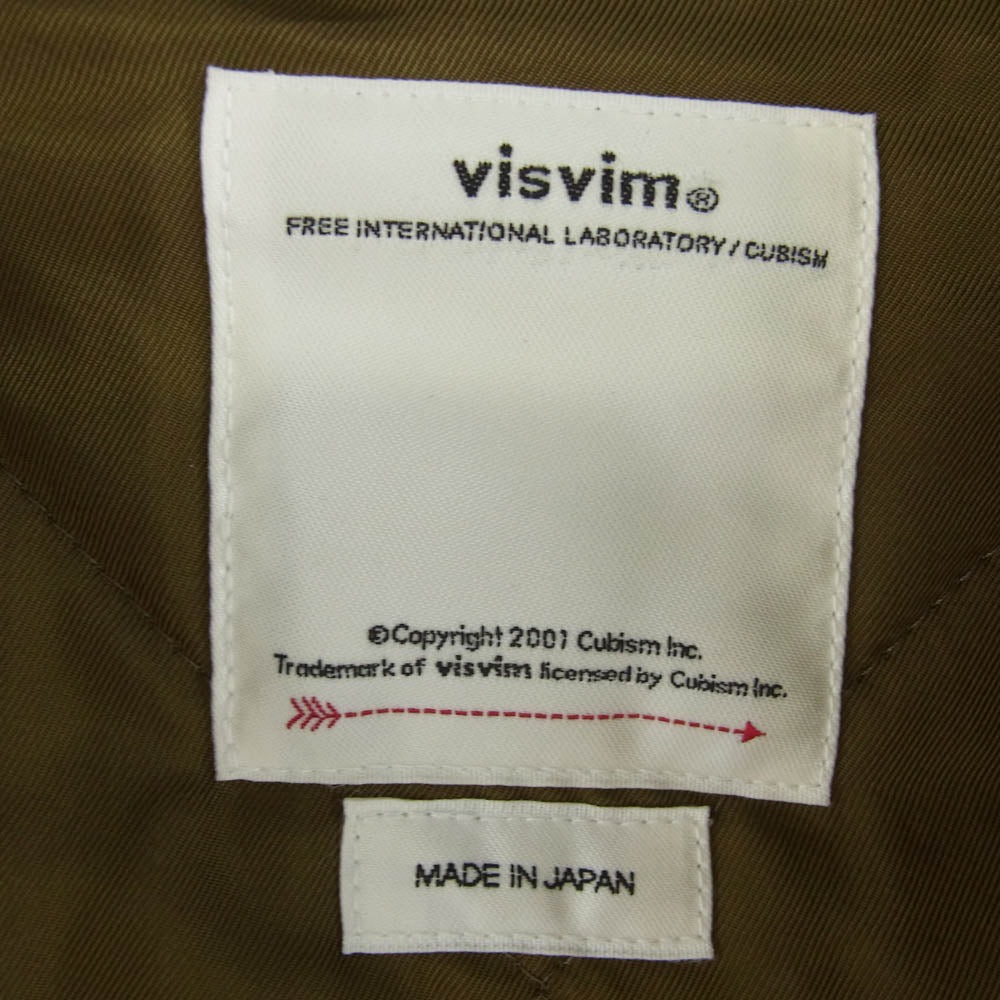 visvim®
FREE INTERNATIONAL LABORATORY / CUBISM
©Copyright 2001 Cubism Inc.
Trademark of visvim licensed by Cubism Inc.
MADE IN JAPAN